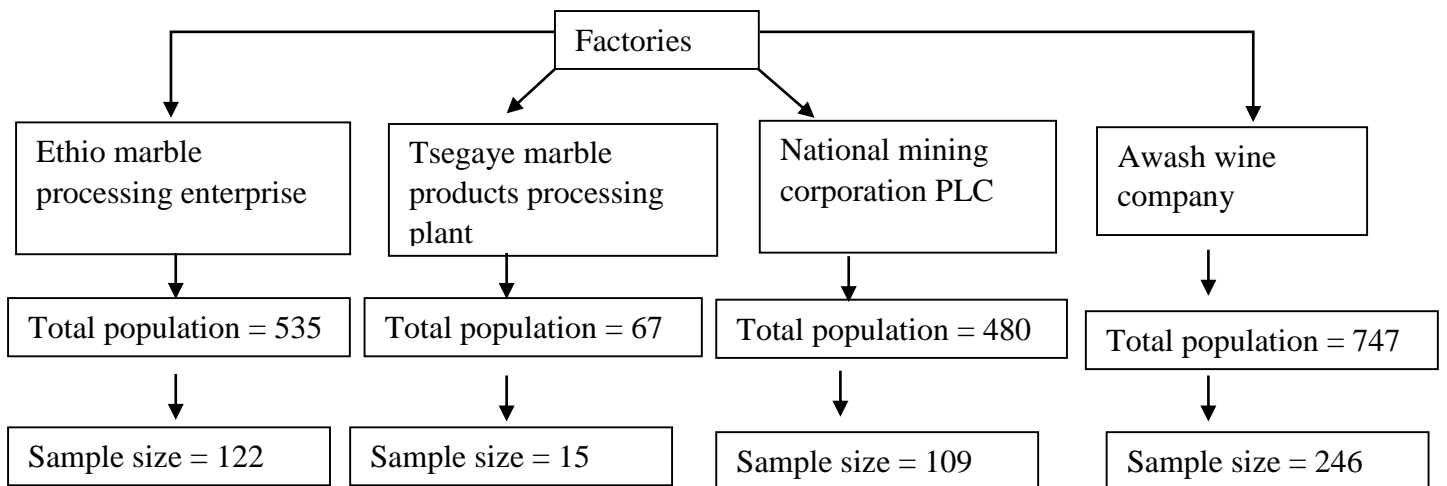 Factories
Ethio marble
processing enterprise
Tsegaye marble
products processing
plant
National mining
corporation PLC
Awash wine
company
Total population = 535
Total population = 67
Total population = 480
Total population = 747
Sample size = 122
Sample size = 15
Sample size = 109
Sample size = 246